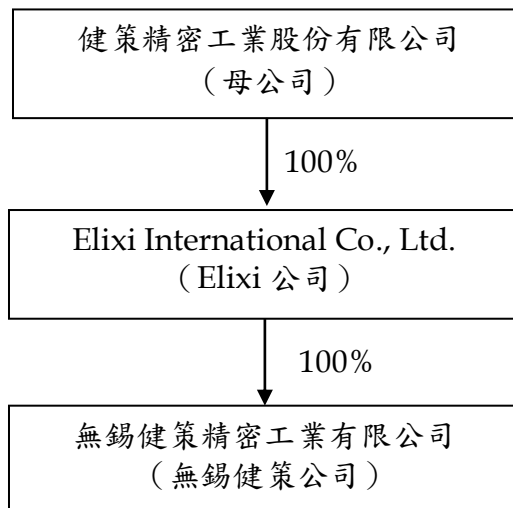 健策精密工業股份有限公司
（母公司）
100%
Elixi International Co., Ltd.
（Elixi 公司）
100%
無錫健策精密工業有限公司
（無錫健策公司）